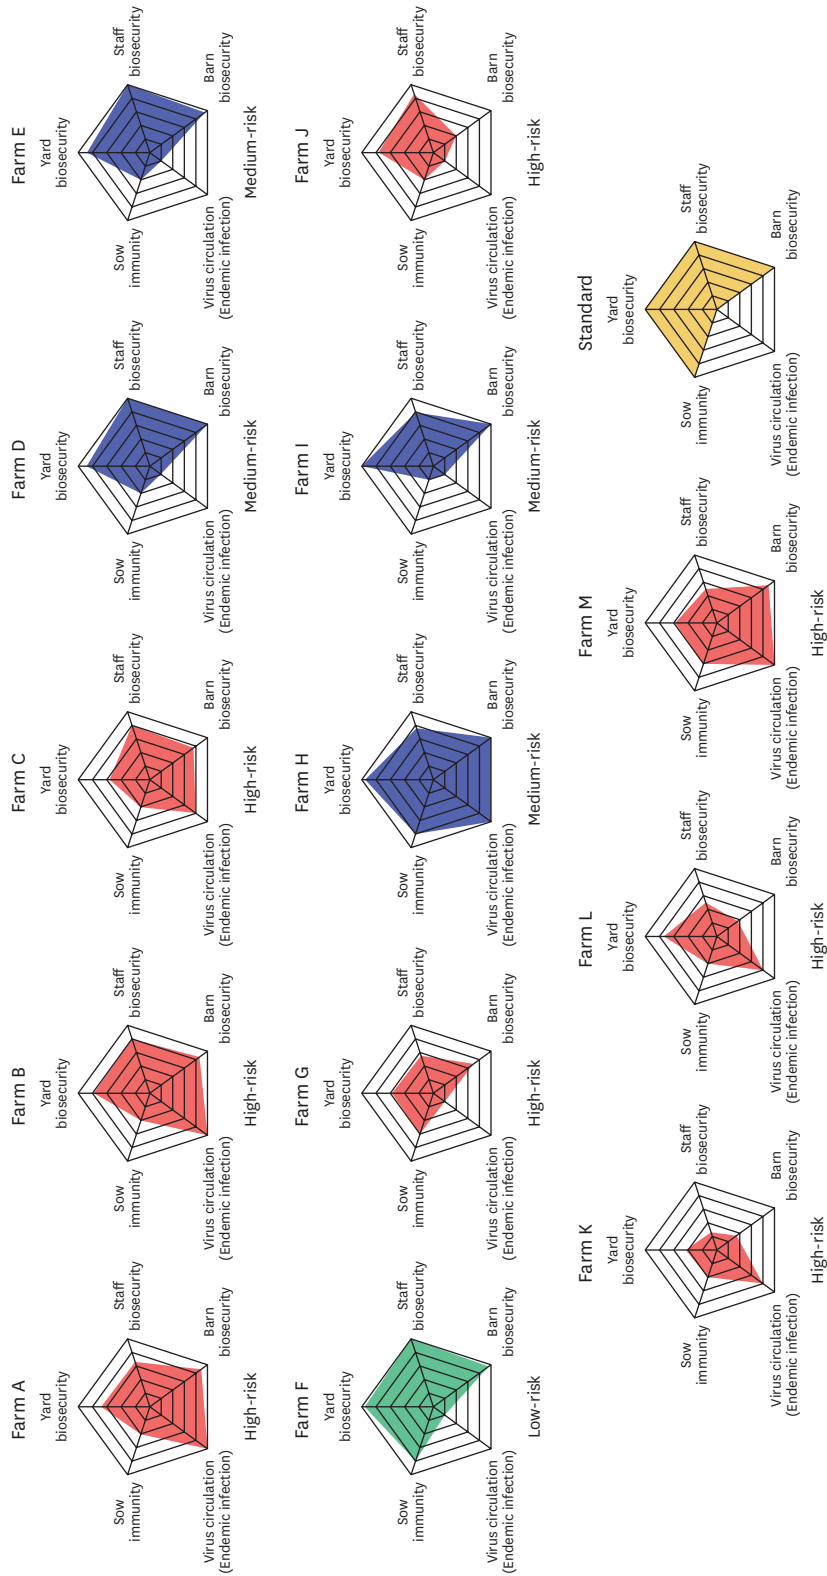 Farm A
Yard
biosecurity
Staff
biosecurity
Barn
biosecurity
Virus circulation
(Endemic infection)
Sow
immunity
High-risk
Farm B
Yard
biosecurity
Staff
biosecurity
Barn
biosecurity
Virus circulation
(Endemic infection)
Sow
immunity
High-risk
Farm C
Yard
biosecurity
Staff
biosecurity
Barn
biosecurity
Virus circulation
(Endemic infection)
Sow
immunity
High-risk
Farm D
Yard
biosecurity
Staff
biosecurity
Barn
biosecurity
Virus circulation
(Endemic infection)
Sow
immunity
Medium-risk
Farm E
Yard
biosecurity
Staff
biosecurity
Barn
biosecurity
Virus circulation
(Endemic infection)
Sow
immunity
Medium-risk
Farm F
Yard
biosecurity
Staff
biosecurity
Barn
biosecurity
Virus circulation
(Endemic infection)
Sow
immunity
Low-risk
Farm G
Yard
biosecurity
Staff
biosecurity
Barn
biosecurity
Virus circulation
(Endemic infection)
Sow
immunity
High-risk
Farm H
Yard
biosecurity
Staff
biosecurity
Barn
biosecurity
Virus circulation
(Endemic infection)
Sow
immunity
Medium-risk
Farm I
Yard
biosecurity
Staff
biosecurity
Barn
biosecurity
Virus circulation
(Endemic infection)
Sow
immunity
Medium-risk
Farm J
Yard
biosecurity
Staff
biosecurity
Barn
biosecurity
Virus circulation
(Endemic infection)
Sow
immunity
High-risk
Farm K
Yard
biosecurity
Staff
biosecurity
Barn
biosecurity
Virus circulation
(Endemic infection)
Sow
immunity
High-risk
Farm L
Yard
biosecurity
Staff
biosecurity
Barn
biosecurity
Virus circulation
(Endemic infection)
Sow
immunity
High-risk
Farm M
Yard
biosecurity
Staff
biosecurity
Barn
biosecurity
Virus circulation
(Endemic infection)
Sow
immunity
High-risk
Standard
Yard
biosecurity
Staff
biosecurity
Barn
biosecurity
Virus circulation
(Endemic infection)
Sow
immunity